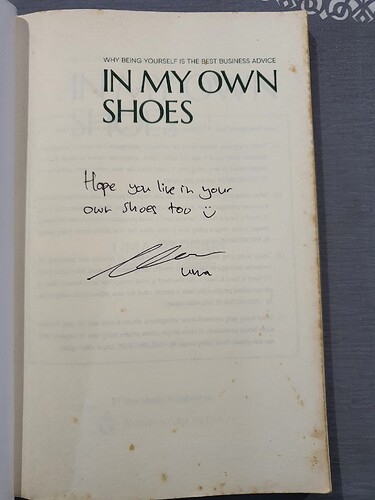 WHY BEING YOURSELF IS THE BEST BUSINESS ADVICE
IN MY OWN
SHOES
Hope you live in your
own shoes too